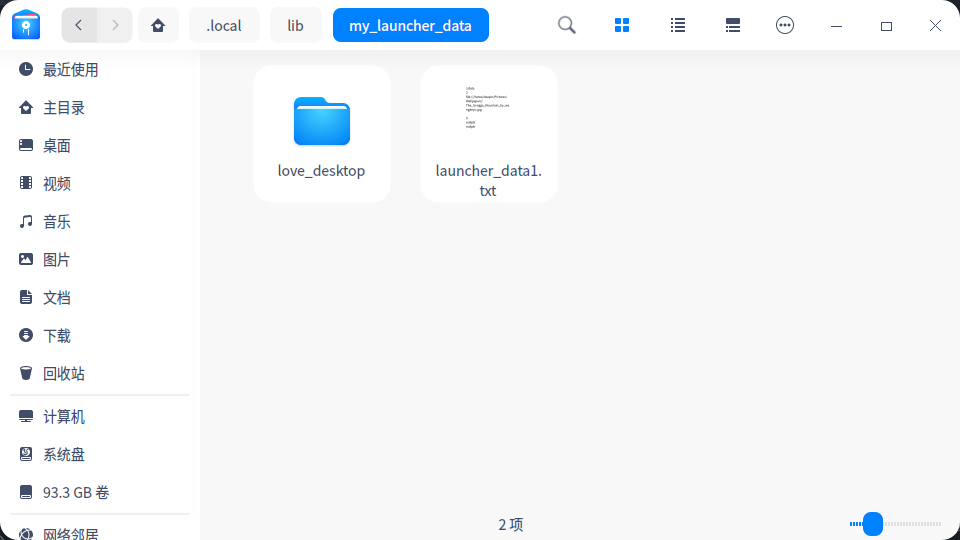 .local
lib
my_launcher_data
最近使用
主目录
桌面
视频
音乐
图片
文档
下载
回收站
计算机
系统盘
93.3 GB 卷
网络邻居
love_desktop
launcher_data1.
txt
2 项